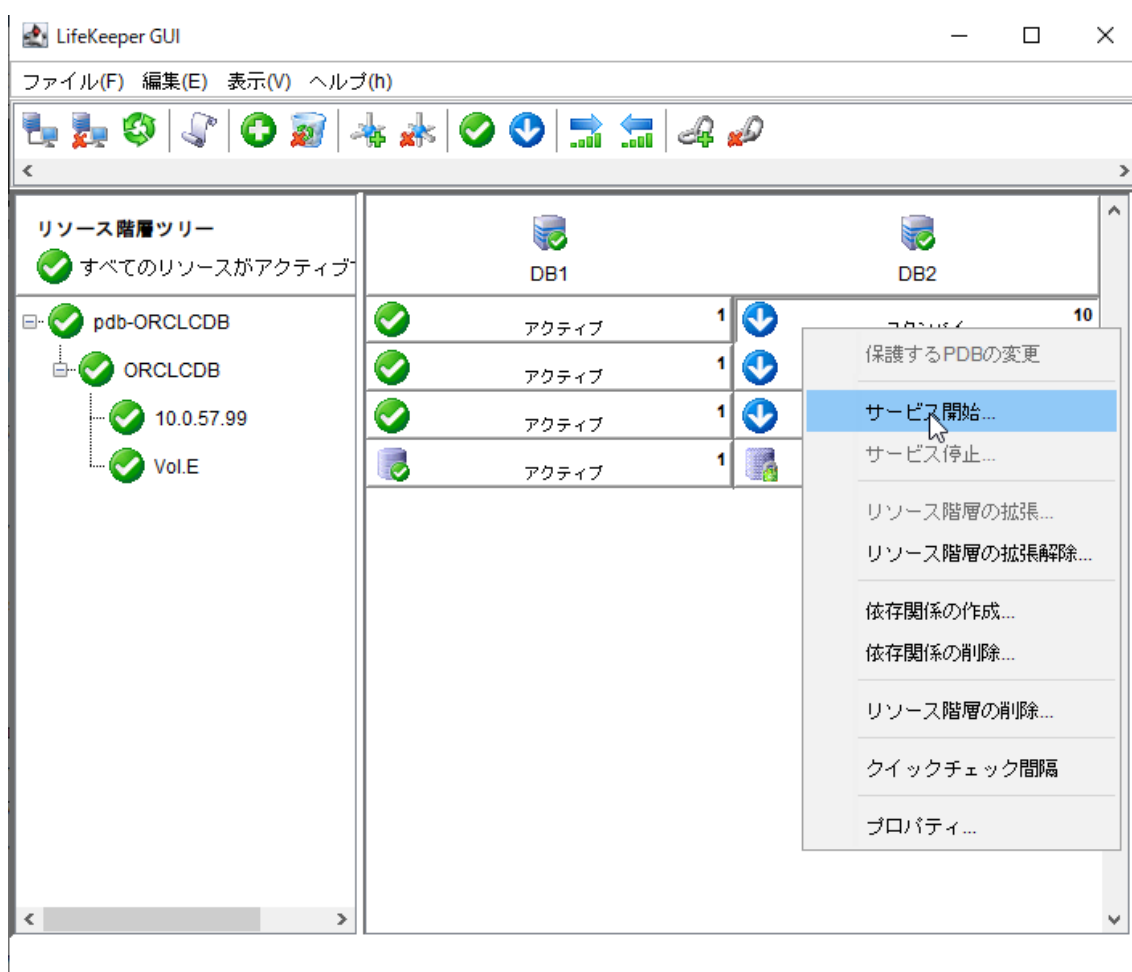 LifeKeeper GUI
ファイル(F) 編集(E) 表示(V) ヘルプ(h)
リソース階層ツリー
すべてのリソースがアクティブ
DB1
DB2
pdb-ORCLCDB
アクティブ
1
10
ORCLCDB
アクティブ
1
10.0.57.99
アクティブ
1
Vol.E
アクティブ
1
保護するPDBの変更
サービス開始...
サービス停止...
リソース階層の拡張...
リソース階層の拡張解除...
依存関係の作成...
依存関係の削除...
リソース階層の削除...
クイックチェック間隔
プロパティ...